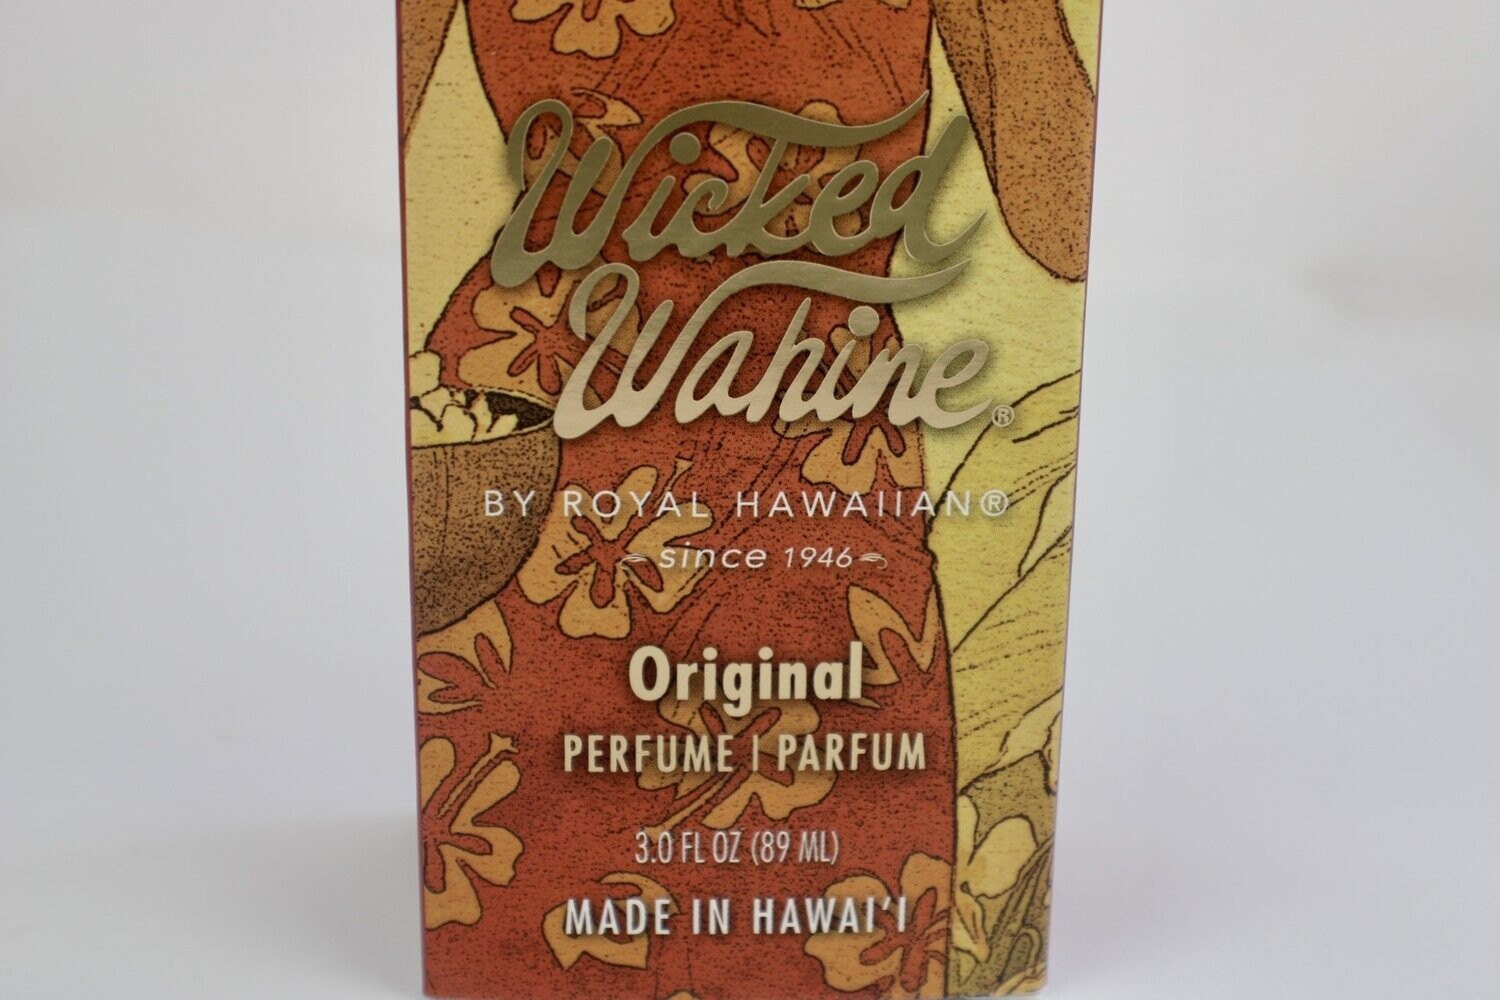 Wicked
Wahine®
BY ROYAL HAWAIIAN®
since 1946
Original
PERFUME | PARFUM
3.0 FL OZ (89 ML)
MADE IN HAWAI‘I